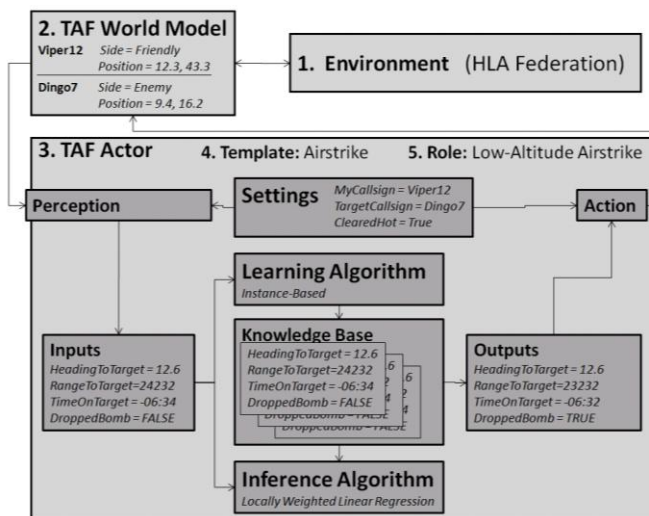 2. TAF World Model
Viper12 Side = Friendly
Position = 12.3, 43.3
Dingo7 Side = Enemy
Position = 9.4, 16.2
1. Environment (HLA Federation)
3. TAF Actor 4. Template: Airstrike 5. Role: Low-Altitude Airstrike
Perception
Settings
MyCallsign = Viper12
TargetCallsign = Dingo7
ClearedHot = True
Action
Learning Algorithm
Instance-Based
Inputs
HeadingToTarget = 12.6
RangeToTarget=24232
TimeOnTarget = -06:34
DroppedBomb = FALSE
Knowledge Base
HeadingToTarget = 12.6
RangeToTarget=24232
TimeOnTarget = -06:34
DroppedBomb = FALSE
Outputs
HeadingToTarget = 12.6
RangeToTarget=23232
TimeOnTarget = -06:32
DroppedBomb = TRUE
Inference Algorithm
Locally Weighted Linear Regression